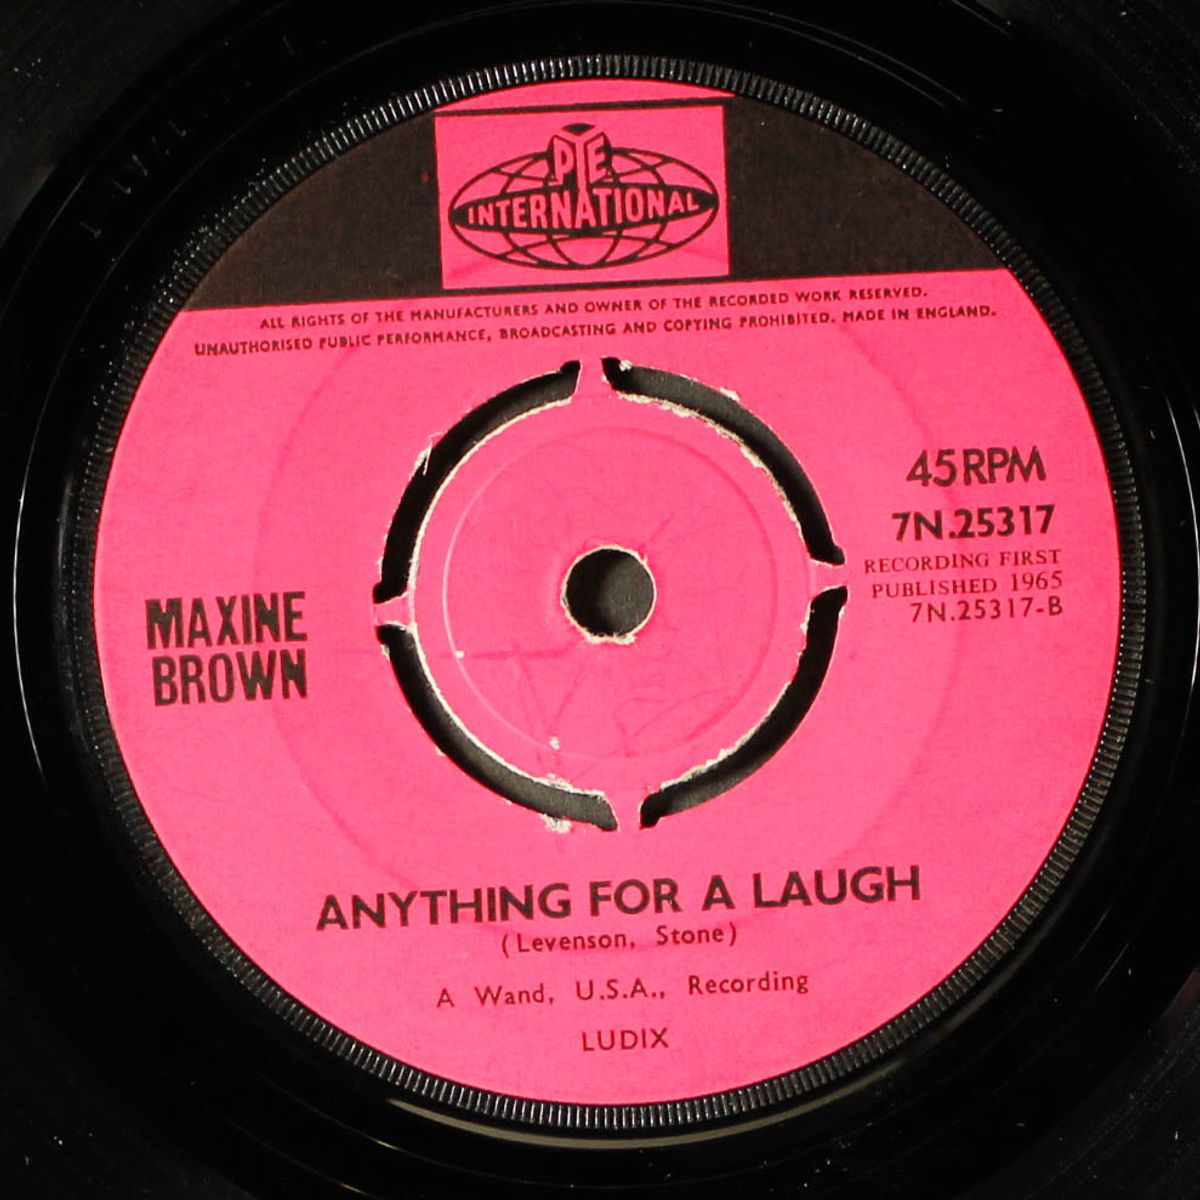 PYE
INTERNATIONAL
ALL RIGHTS OF THE MANUFACTURERS AND OWNER OF THE RECORDED WORK RESERVED.
UNAUTHORISED PUBLIC PERFORMANCE, BROADCASTING AND COPYING PROHIBITED. MADE IN ENGLAND.
45RPM
7N.25317
RECORDING FIRST
PUBLISHED 1965
7N.25317-B
MAXINE
BROWN
ANYTHING FOR A LAUGH
(Levenson, Stone)
A Wand, U.S.A., Recording
LUDIX